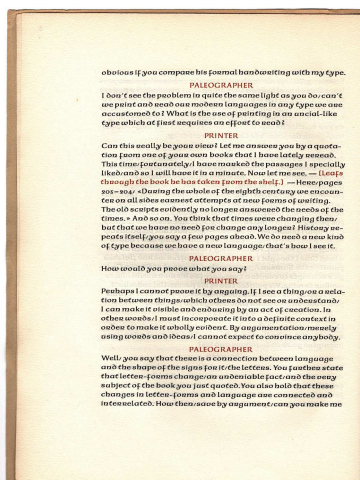 obvious if you compare his formal handwriting with my type.
PALEOGRAPHER
I don't see the problem in quite the same light as you do/can't
we print and read our modern languages in any type we are
accustomed to? What is the use of printing in an uncial-like
type which at first requires an effort to read?
PRINTER
Can this really be your view? Let me answer you by a quota-
tion from one of your own books that I have lately reread.
This time/fortunately/I have marked the passages I specially
liked/and so I will have it in a minute. Now let me see. — [Leafs
through the book he has taken from the shelf.] — Here/pages
203-204/ «During the whole of the eighth century we encoun-
ter on all sides earnest attempts at new forms of writing.
The old scripts evidently no longer answered the needs of the
times.» And so on. You think that times were changing then/
but that we have no need for change any longer? History re-
peats itself/you say a few pages ahead. We do need a new kind
of type because we have a new language/that's how I see it.
PALEOGRAPHER
How would you prove what you say?
PRINTER
Perhaps I cannot prove it by arguing. If I see a thing/or a rela-
tion between things/which others do not see or understand/
I can make it visible and enduring by an act of creation. In
other words/I must incorporate it into a definite context in
order to make it wholly evident. By argumentation/merely
using words and ideas/I cannot expect to convince anybody.
PALEOGRAPHER
Well/you say that there is a connection between language
and the shape of the signs for it/the letters. You further state
that letter-forms change/an undeniable fact/and the very
subject of the book you just quoted. You also hold that these
changes in letter-forms and language are connected and
interrelated. How then/save by argument/can you make me